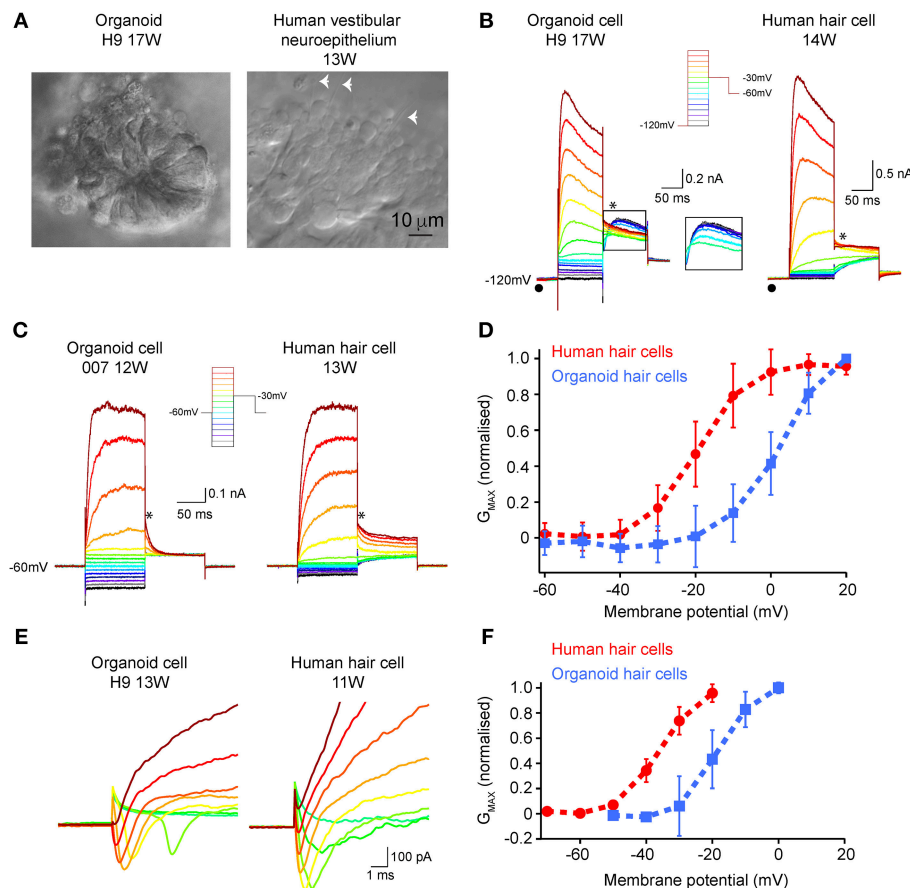 A
Organoid
H9 17W
Human vestibular
neuroepithelium
13W
10 µm
B
Organoid cell
H9 17W
Human hair cell
14W
-30mV
-60mV
-120mV
0.2 nA
50 ms
0.5 nA
50 ms
*
*
-120mV
C
Organoid cell
007 12W
Human hair cell
13W
-30mV
-60mV
0.1 nA
50 ms
*
*
-60mV
D
Human hair cells
Organoid hair cells
GMAX (normalised)
1.0
0.8
0.6
0.4
0.2
0
-60
-40
-20
0
20
Membrane potential (mV)
E
Organoid cell
H9 13W
Human hair cell
11W
100 pA
1 ms
F
Human hair cells
Organoid hair cells
GMAX (normalised)
1.0
0.8
0.6
0.4
0.2
0
-0.2
-60
-40
-20
0
20
Membrane potential (mV)